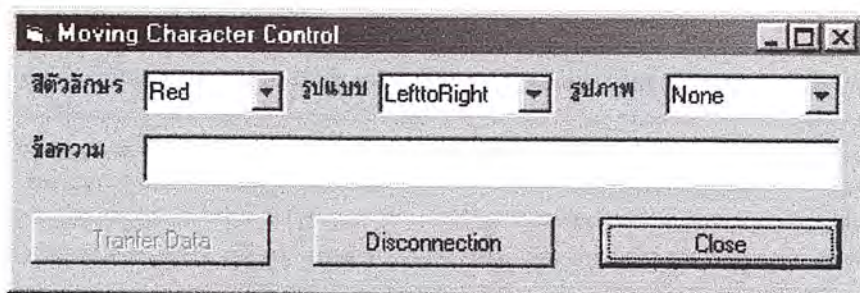 Moving Character Control
สีตัวอักษร Red รูปแบบ LefttoRight รูปภาพ None
ข้อความ
Tranfer Data Disconnection Close